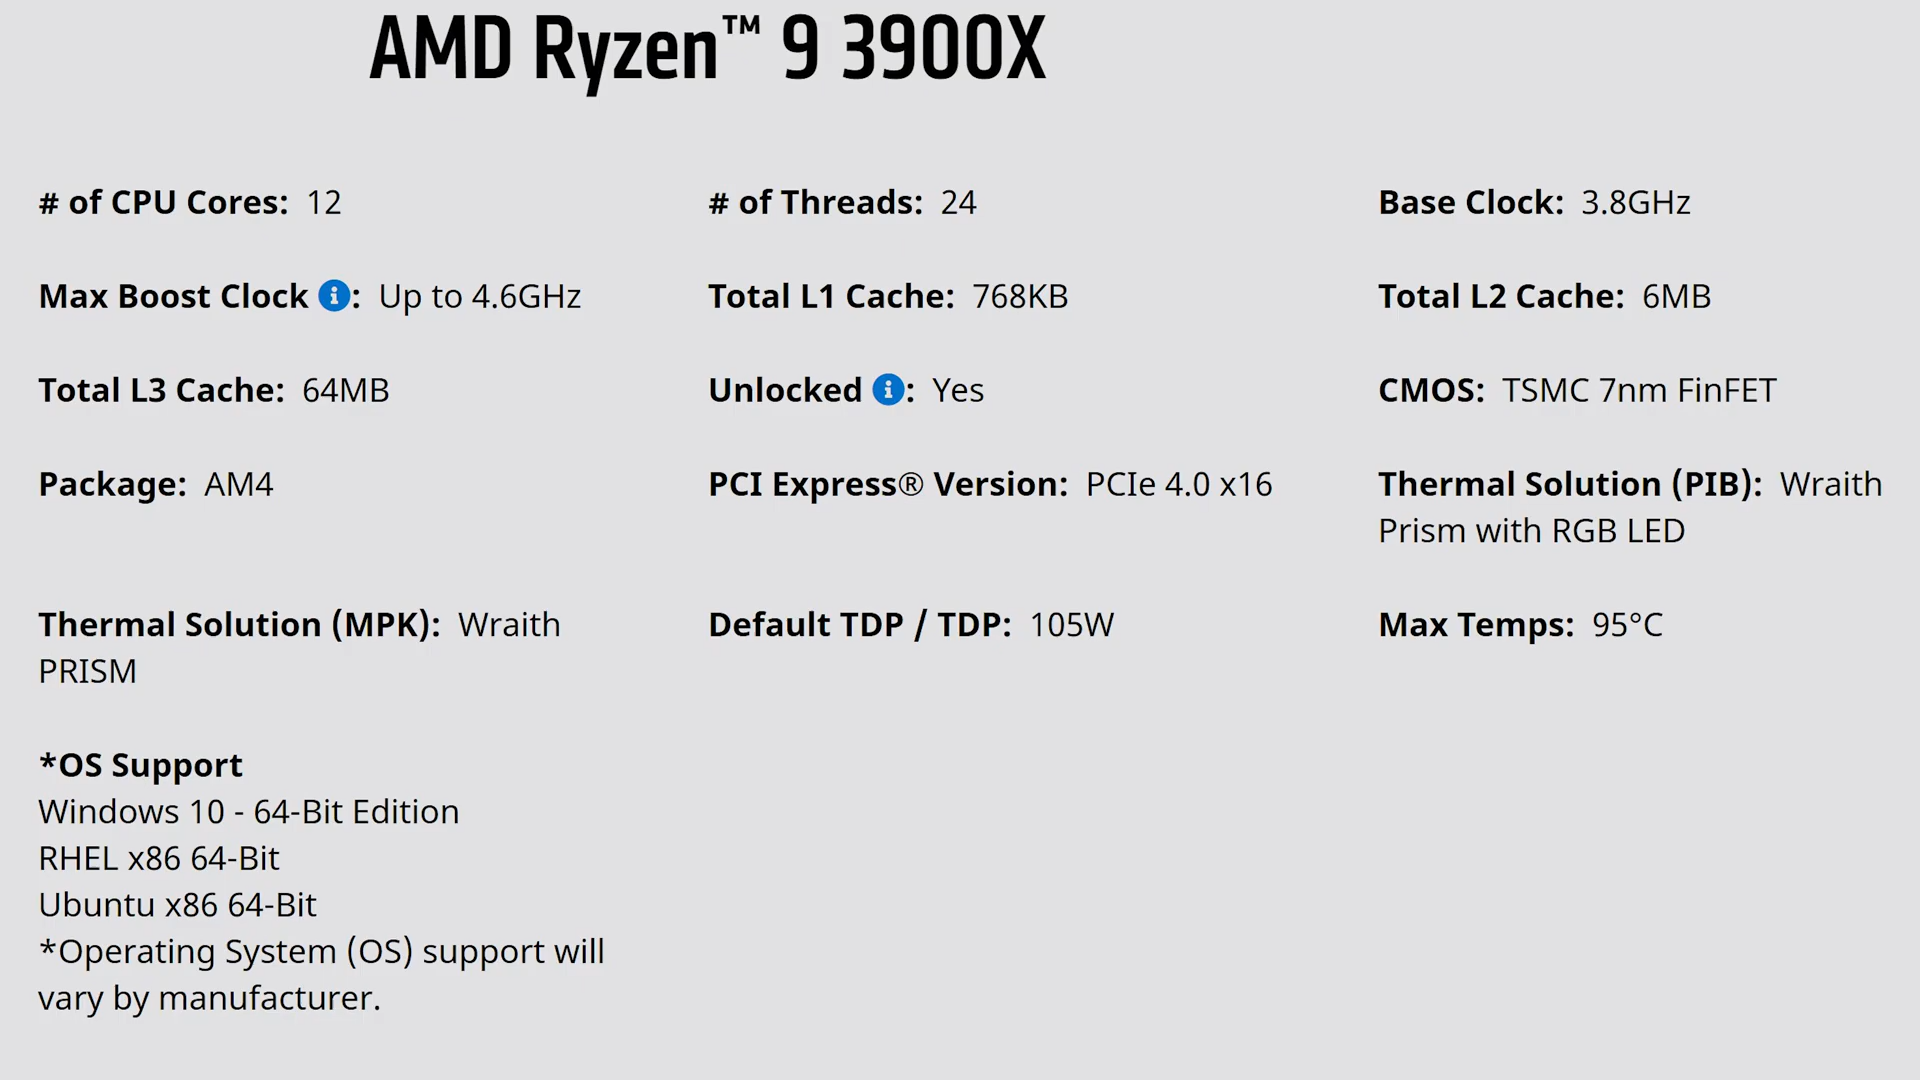 AMD Ryzen™ 9 3900X
# of CPU Cores: 12
# of Threads: 24
Base Clock: 3.8GHz
Max Boost Clock i: Up to 4.6GHz
Total L1 Cache: 768KB
Total L2 Cache: 6MB
Total L3 Cache: 64MB
Unlocked i: Yes
CMOS: TSMC 7nm FinFET
Package: AM4
PCI Express® Version: PCIe 4.0 x16
Thermal Solution (PIB): Wraith
Prism with RGB LED
Thermal Solution (MPK): Wraith
PRISM
Default TDP / TDP: 105W
Max Temps: 95°C
*OS Support
Windows 10 - 64-Bit Edition
RHEL x86 64-Bit
Ubuntu x86 64-Bit
*Operating System (OS) support will
vary by manufacturer.